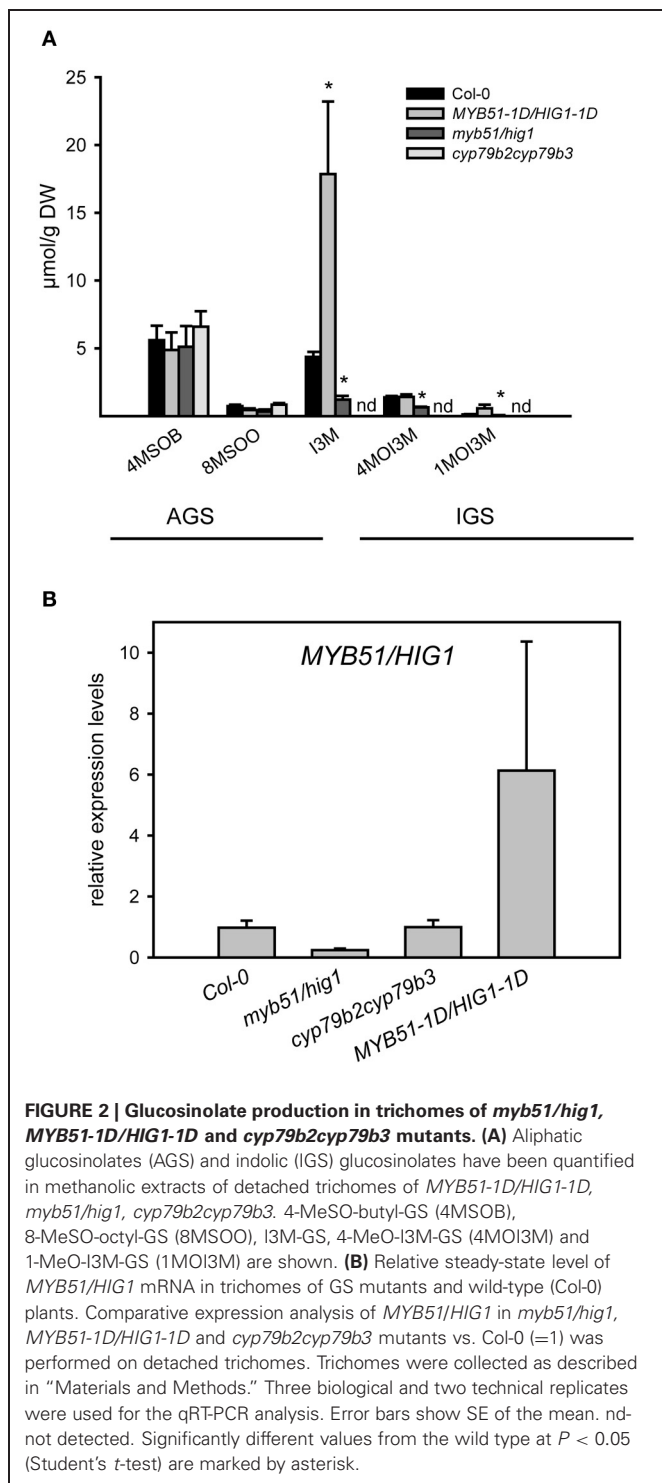 A
25
20
15
10
5
µmol/g DW
Col-0
MYB51-1D/HIG1-1D
myb51/hig1
cyp79b2cyp79b3
*
*
nd
*
nd
*
nd
4MSOB
8MSOO
I3M
4MOI3M
1MOI3M
AGS
IGS
B
MYB51/HIG1
10
8
6
4
2
0
relative expression levels
Col-0
myb51/hig1
cyp79b2cyp79b3
MYB51-1D/HIG1-1D
FIGURE 2 | Glucosinolate production in trichomes of myb51/hig1,
MYB51-1D/HIG1-1D and cyp79b2cyp79b3 mutants. (A) Aliphatic
glucosinolates (AGS) and indolic (IGS) glucosinolates have been quantified
in methanolic extracts of detached trichomes of MYB51-1D/HIG1-1D,
myb51/hig1, cyp79b2cyp79b3. 4-MeSO-butyl-GS (4MSOB),
8-MeSO-octyl-GS (8MSOO), I3M-GS, 4-MeO-I3M-GS (4MOI3M) and
1-MeO-I3M-GS (1MOI3M) are shown. (B) Relative steady-state level of
MYB51/HIG1 mRNA in trichomes of GS mutants and wild-type (Col-0)
plants. Comparative expression analysis of MYB51/HIG1 in myb51/hig1,
MYB51-1D/HIG1-1D and cyp79b2cyp79b3 mutants vs. Col-0 (=1) was
performed on detached trichomes. Trichomes were collected as described
in “Materials and Methods.” Three biological and two technical replicates
were used for the qRT-PCR analysis. Error bars show SE of the mean. nd-
not detected. Significantly different values from the wild type at P < 0.05
(Student’s t-test) are marked by asterisk.